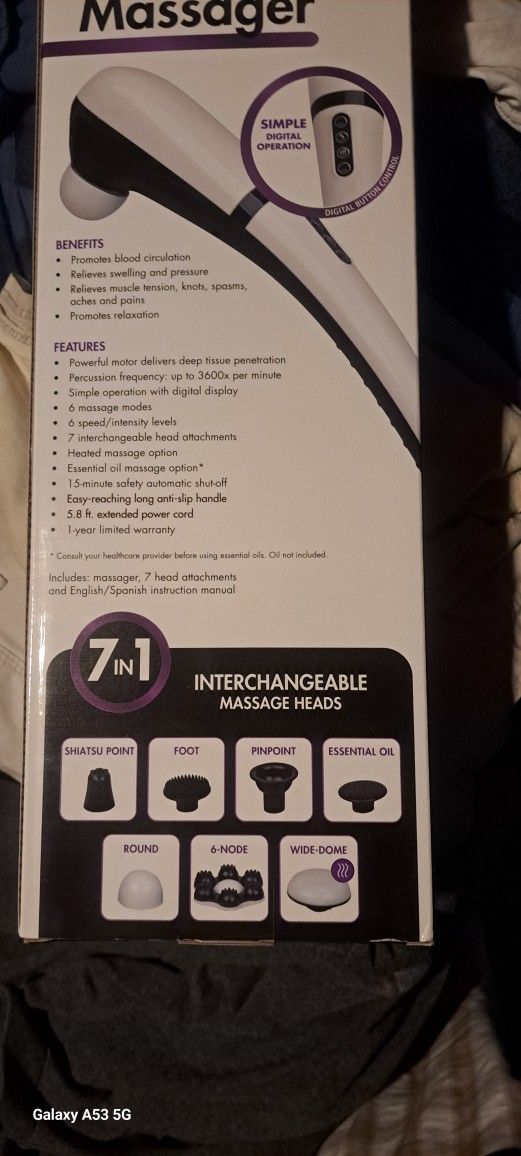 Massager
SIMPLE
DIGITAL
OPERATION
DIGITAL BUTTON CONTROL
BENEFITS
• Promotes blood circulation
• Relieves swelling and pressure
• Relieves muscle tension, knots, spasms,
aches and pains
• Promotes relaxation
FEATURES
• Powerful motor delivers deep tissue penetration
• Percussion frequency: up to 3600x per minute
• Simple operation with digital display
• 6 massage modes
• 6 speed/intensity levels
• 7 interchangeable head attachments
• Heated massage option
• Essential oil massage option*
• 15-minute safety automatic shut-off
• Easy-reaching long anti-slip handle
• 5.8 ft. extended power cord
• 1-year limited warranty
* Consult your healthcare provider before using essential oils. Oil not included.
Includes: massager, 7 head attachments
and English/Spanish instruction manual
7 IN 1
INTERCHANGEABLE
MASSAGE HEADS
SHIATSU POINT FOOT PINPOINT ESSENTIAL OIL
ROUND 6-NODE WIDE-DOME
Galaxy A53 5G